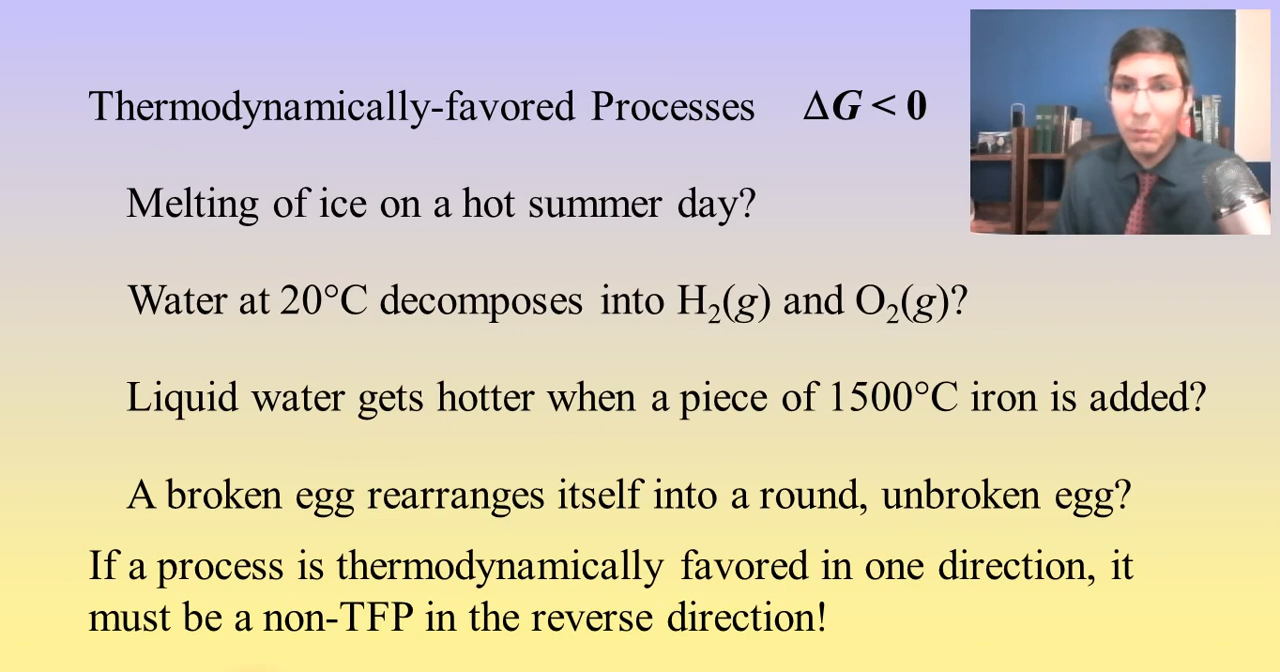 Thermodynamically-favored Processes ΔG < 0
Melting of ice on a hot summer day?
Water at 20°C decomposes into H₂(g) and O₂(g)?
Liquid water gets hotter when a piece of 1500°C iron is added?
A broken egg rearranges itself into a round, unbroken egg?
If a process is thermodynamically favored in one direction, it
must be a non-TFP in the reverse direction!